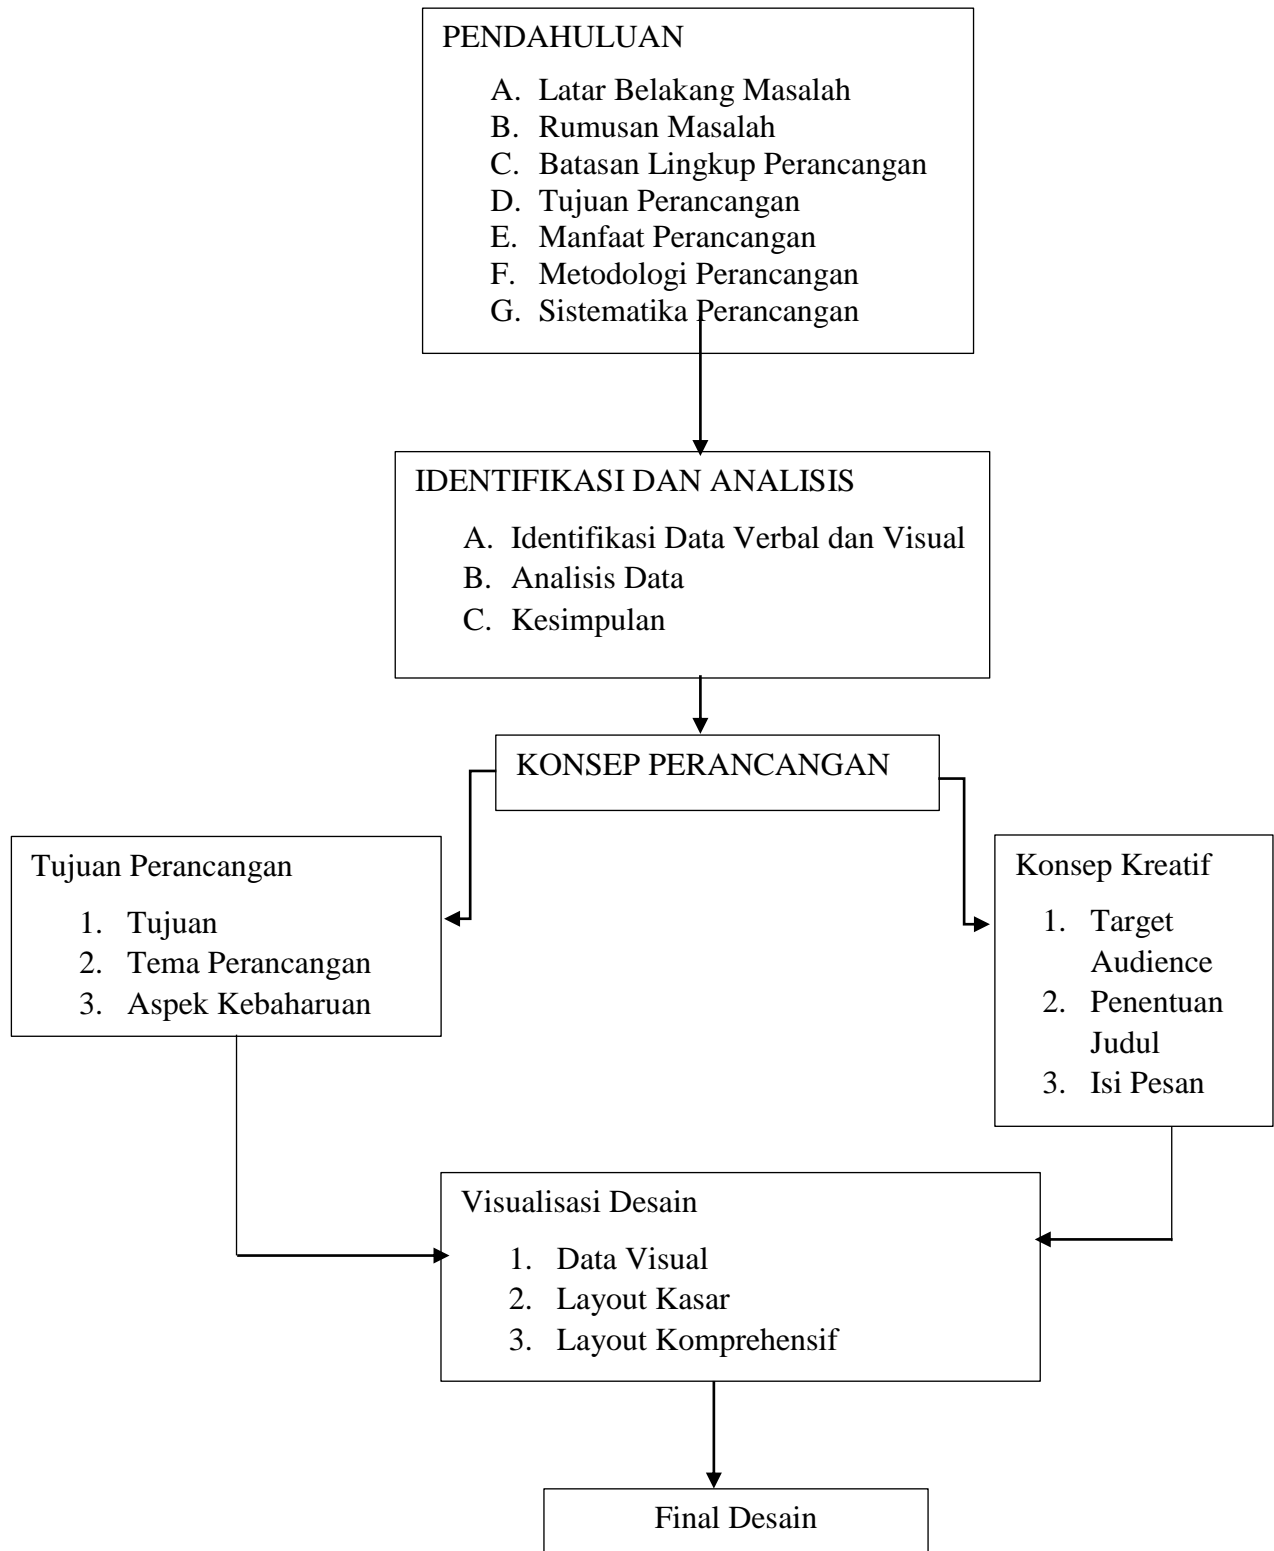 PENDAHULUAN
A. Latar Belakang Masalah
B. Rumusan Masalah
C. Batasan Lingkup Perancangan
D. Tujuan Perancangan
E. Manfaat Perancangan
F. Metodologi Perancangan
G. Sistematika Perancangan
IDENTIFIKASI DAN ANALISIS
A. Identifikasi Data Verbal dan Visual
B. Analisis Data
C. Kesimpulan
KONSEP PERANCANGAN
Tujuan Perancangan
1. Tujuan
2. Tema Perancangan
3. Aspek Kebaharuan
Konsep Kreatif
1. Target
Audience
2. Penentuan
Judul
3. Isi Pesan
Visualisasi Desain
1. Data Visual
2. Layout Kasar
3. Layout Komprehensif
Final Desain